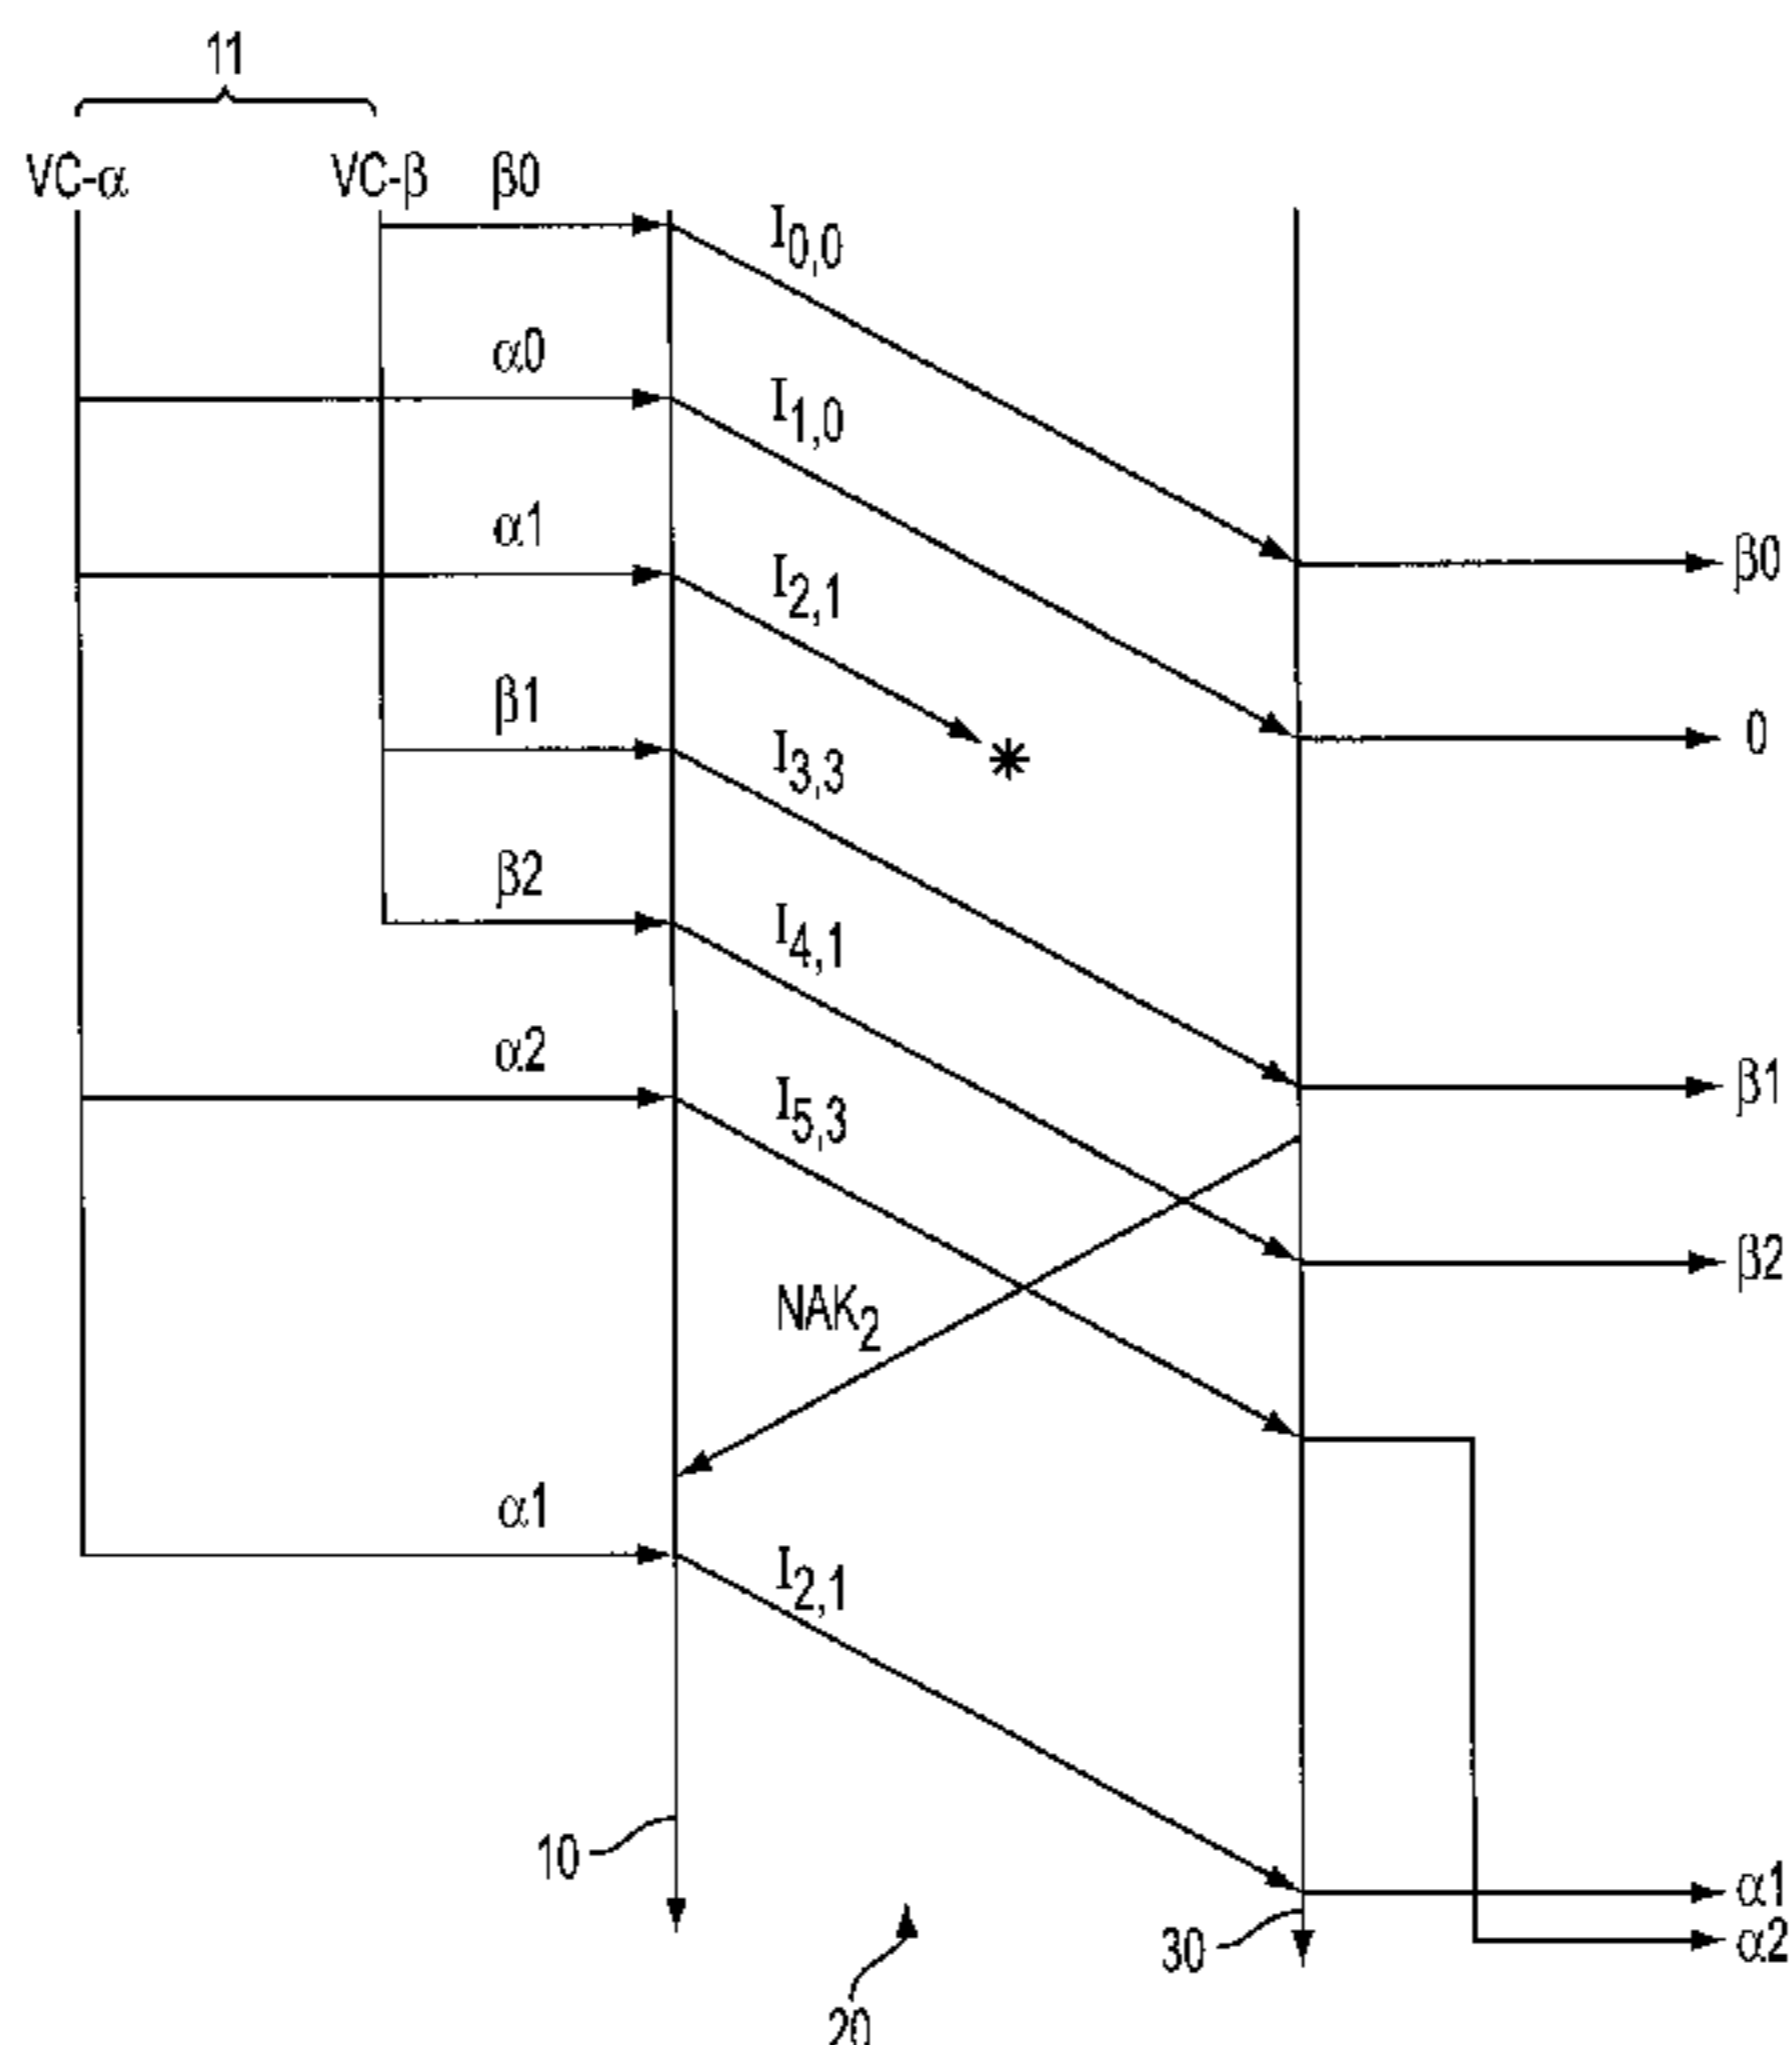 11
VC-α VC-β β0
I0,0
α0
I1,0
α1
I2,1
β0
β1
I3,3
0
β2
I4,1
α2
I5,3
β1
NAK2
β2
α1
I2,1
10
α1
30
α2
20